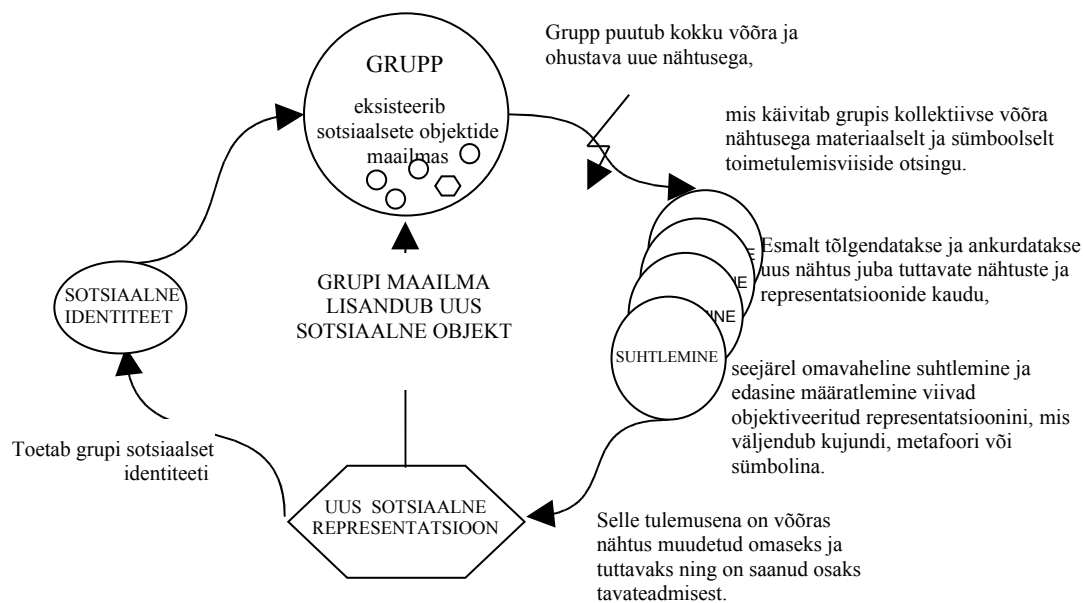 Grupp puutub kokku võõra ja
ohustava uue nähtusega,
GRUPP
eksisteerib
sotsiaalsete objektide
maailmas
mis käivitab grupis kollektiivse võõra
nähtusega materiaalselt ja sümboolselt
toimetulemisviiside otsingu.
Esmalt tõlgendatakse ja ankurdatakse
uus nähtus juba tuttavate nähtuste ja
representatsioonide kaudu,
E
NE
INE
SUHTLEMINE
seejärel omavaheline suhtlemine ja
edasine määratlemine viivad
objektiveeritud representatsioonini, mis
väljendub kujundi, metafoori või
sümbolina.
Selle tulemusena on võõras
nähtus muudetud omaseks ja
tuttavaks ning on saanud osaks
tavateadmisest.
UUS SOTSIAALNE
REPRESENTATSIOON
GRUPI MAAILMA
LISANDUB UUS
SOTSIAALNE OBJEKT
Toetab grupi sotsiaalset
identiteeti
SOTSIAALNE
IDENTITEET